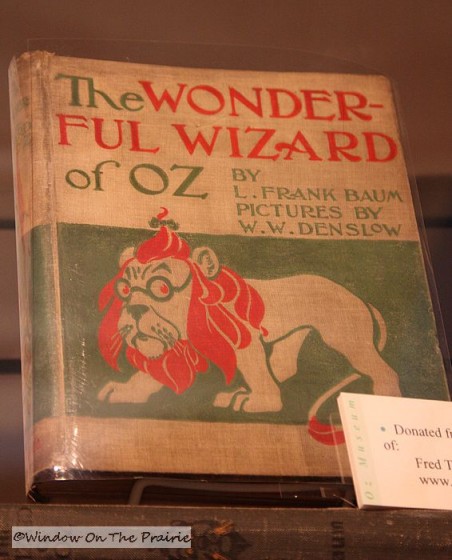 The WONDER-
FUL WIZARD
of OZ
BY
L. FRANK BAUM
PICTURES BY
W. W. DENSLOW
Oz Museum
• Donated
of:
Fred
www.
©Window On The Prairie